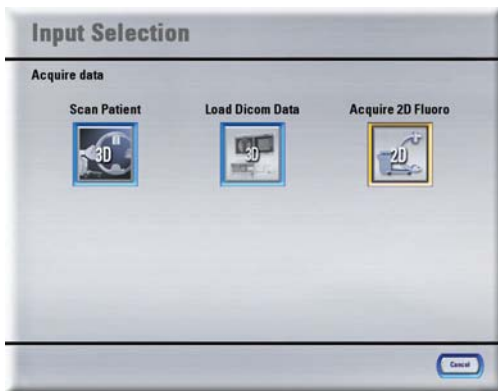 Input Selection
Acquire data
Scan Patient Load Dicom Data Acquire 2D Fluoro
3D 3D 2D
Cancel